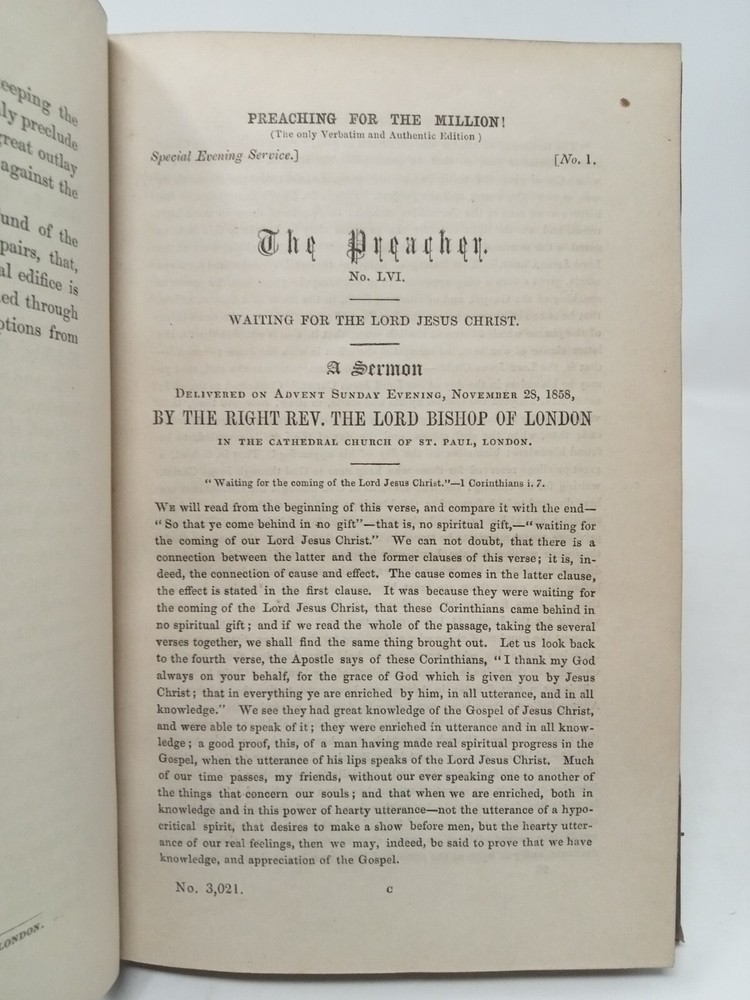 eeping the
ly preclude
reat outlay
against the
und of the
pairs, that,
al edifice is
ed through
ptions from
LONDON.
PREACHING FOR THE MILLION!
(The only Verbatim and Authentic Edition)
Special Evening Service.] [No. 1.
The Preacher.
No. LVI.
WAITING FOR THE LORD JESUS CHRIST.
A Sermon
DELIVERED ON ADVENT SUNDAY EVENING, NOVEMBER 28, 1858,
BY THE RIGHT REV. THE LORD BISHOP OF LONDON
IN THE CATHEDRAL CHURCH OF ST. PAUL, LONDON.
"Waiting for the coming of the Lord Jesus Christ."—1 Corinthians i. 7.
WE will read from the beginning of this verse, and compare it with the end—
"So that ye come behind in no gift"—that is, no spiritual gift,—"waiting for
the coming of our Lord Jesus Christ." We can not doubt, that there is a
connection between the latter and the former clauses of this verse; it is, in-
deed, the connection of cause and effect. The cause comes in the latter clause,
the effect is stated in the first clause. It was because they were waiting for
the coming of the Lord Jesus Christ, that these Corinthians came behind in
no spiritual gift; and if we read the whole of the passage, taking the several
verses together, we shall find the same thing brought out. Let us look back
to the fourth verse, the Apostle says of these Corinthians, "I thank my God
always on your behalf, for the grace of God which is given you by Jesus
Christ; that in everything ye are enriched by him, in all utterance, and in all
knowledge." We see they had great knowledge of the Gospel of Jesus Christ,
and were able to speak of it; they were enriched in utterance and in all know-
ledge; a good proof, this, of a man having made real spiritual progress in the
Gospel, when the utterance of his lips speaks of the Lord Jesus Christ. Much
of our time passes, my friends, without our ever speaking one to another of
the things that concern our souls; and that when we are enriched, both in
knowledge and in this power of hearty utterance—not the utterance of a hypo-
critical spirit, that desires to make a show before men, but the hearty utter-
ance of our real feelings, then we may, indeed, be said to prove that we have
knowledge, and appreciation of the Gospel.
No. 3,021. C